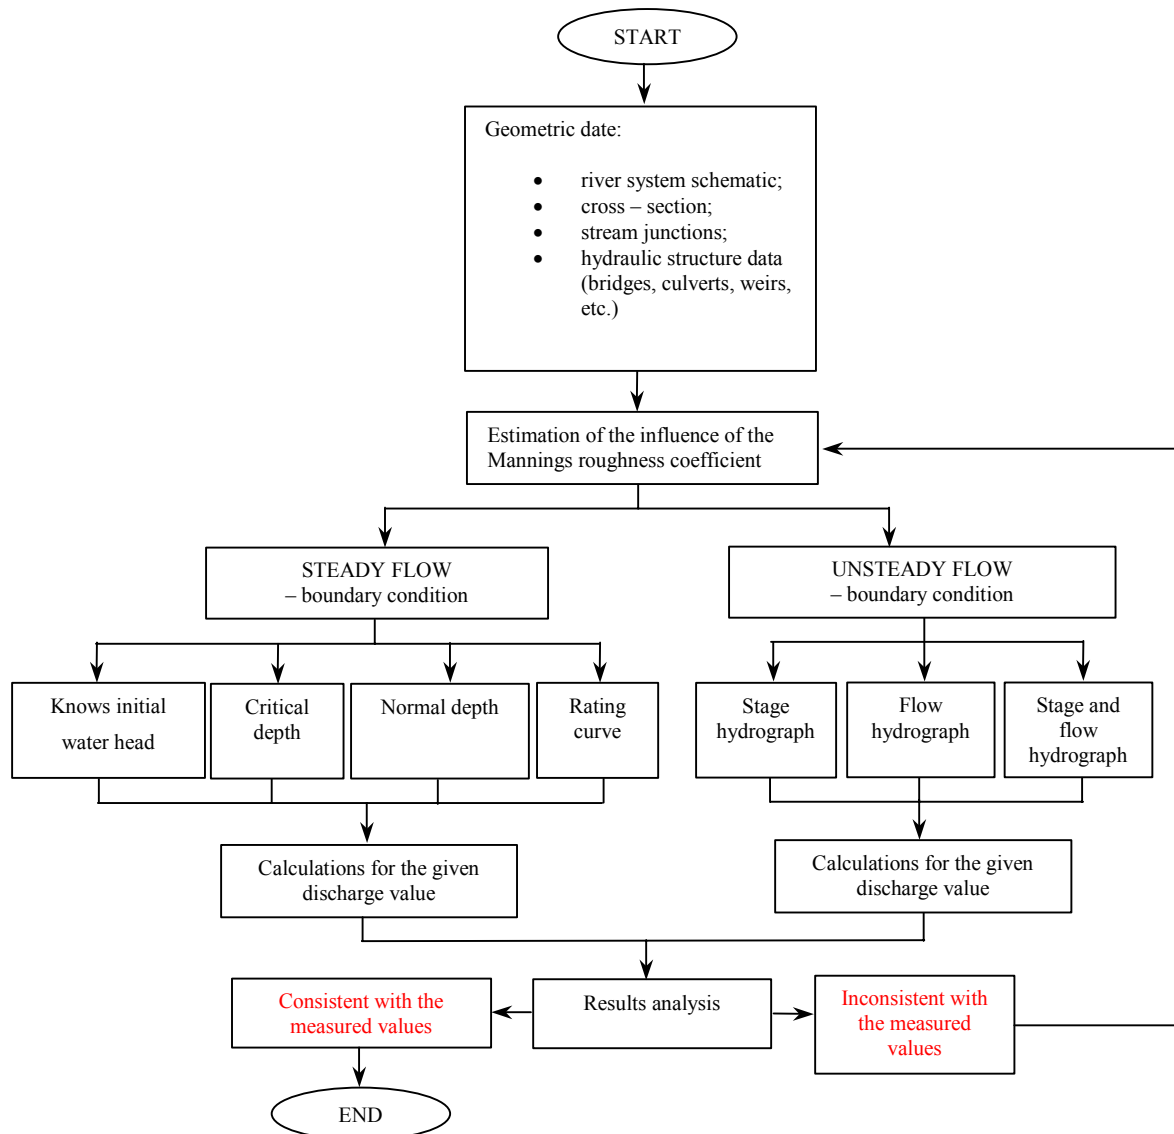 START
Geometric date:
• river system schematic;
• cross – section;
• stream junctions;
• hydraulic structure data
(bridges, culverts, weirs,
etc.)
Estimation of the influence of the
Mannings roughness coefficient
STEADY FLOW
– boundary condition
UNSTEADY FLOW
– boundary condition
Knows initial
water head
Critical
depth
Normal depth
Rating
curve
Stage
hydrograph
Flow
hydrograph
Stage and
flow
hydrograph
Calculations for the given
discharge value
Calculations for the given
discharge value
Consistent with the
measured values
Results analysis
Inconsistent with
the measured
values
END